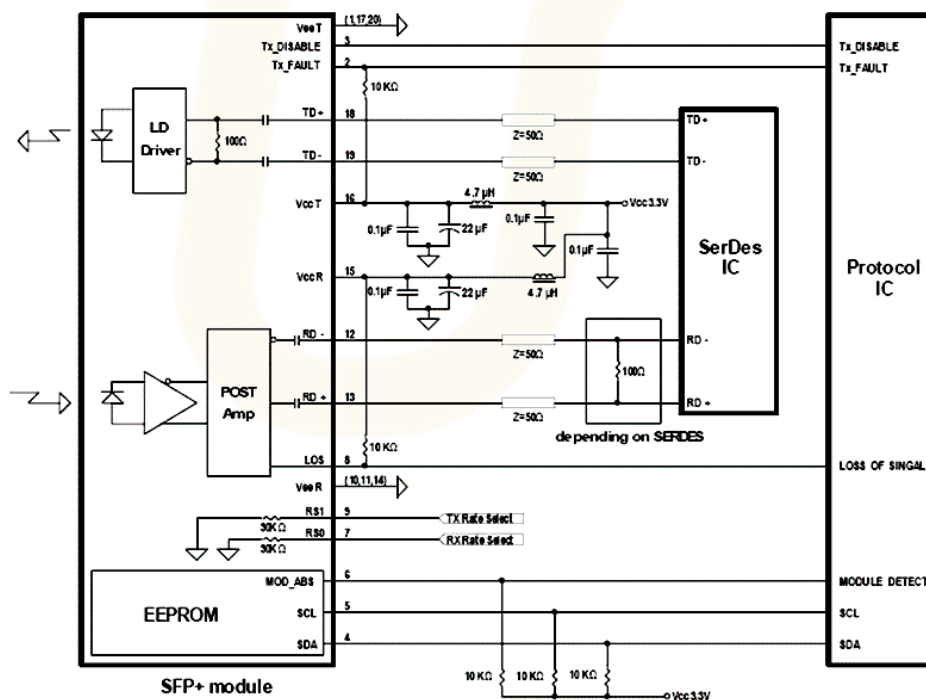 VeeT (1,17,20)
Tx_DISABLE 3 Tx_DISABLE
Tx_FAULT 2 Tx_FAULT
10 KΩ
LD
Driver
100Ω
TD+ 18 Z=50Ω TD+
TD- 19 Z=50Ω TD-
VccT 16 4.7 µH Vcc3.3V
0.1µF 22 µF 0.1µF 0.1µF
SerDes
IC
Protocol
IC
VccR 15 4.7 µH
0.1µF 22 µF
RD - 12 Z=50Ω RD -
POST
Amp
100Ω
RD + 13 Z=50Ω RD +
depending on SERDES
10 KΩ
LOS 8 LOSS OF SINGAL
VeeR (10,11,14)
RS1 9 TX Rate Select
30KΩ
RS0 7 RX Rate Select
30KΩ
EEPROM
MOD_ABS 6 MODULE DETECT
SCL 5 SCL
SDA 4 SDA
10 KΩ 10 KΩ 10 KΩ
Vcc3.3V
SFP+ module